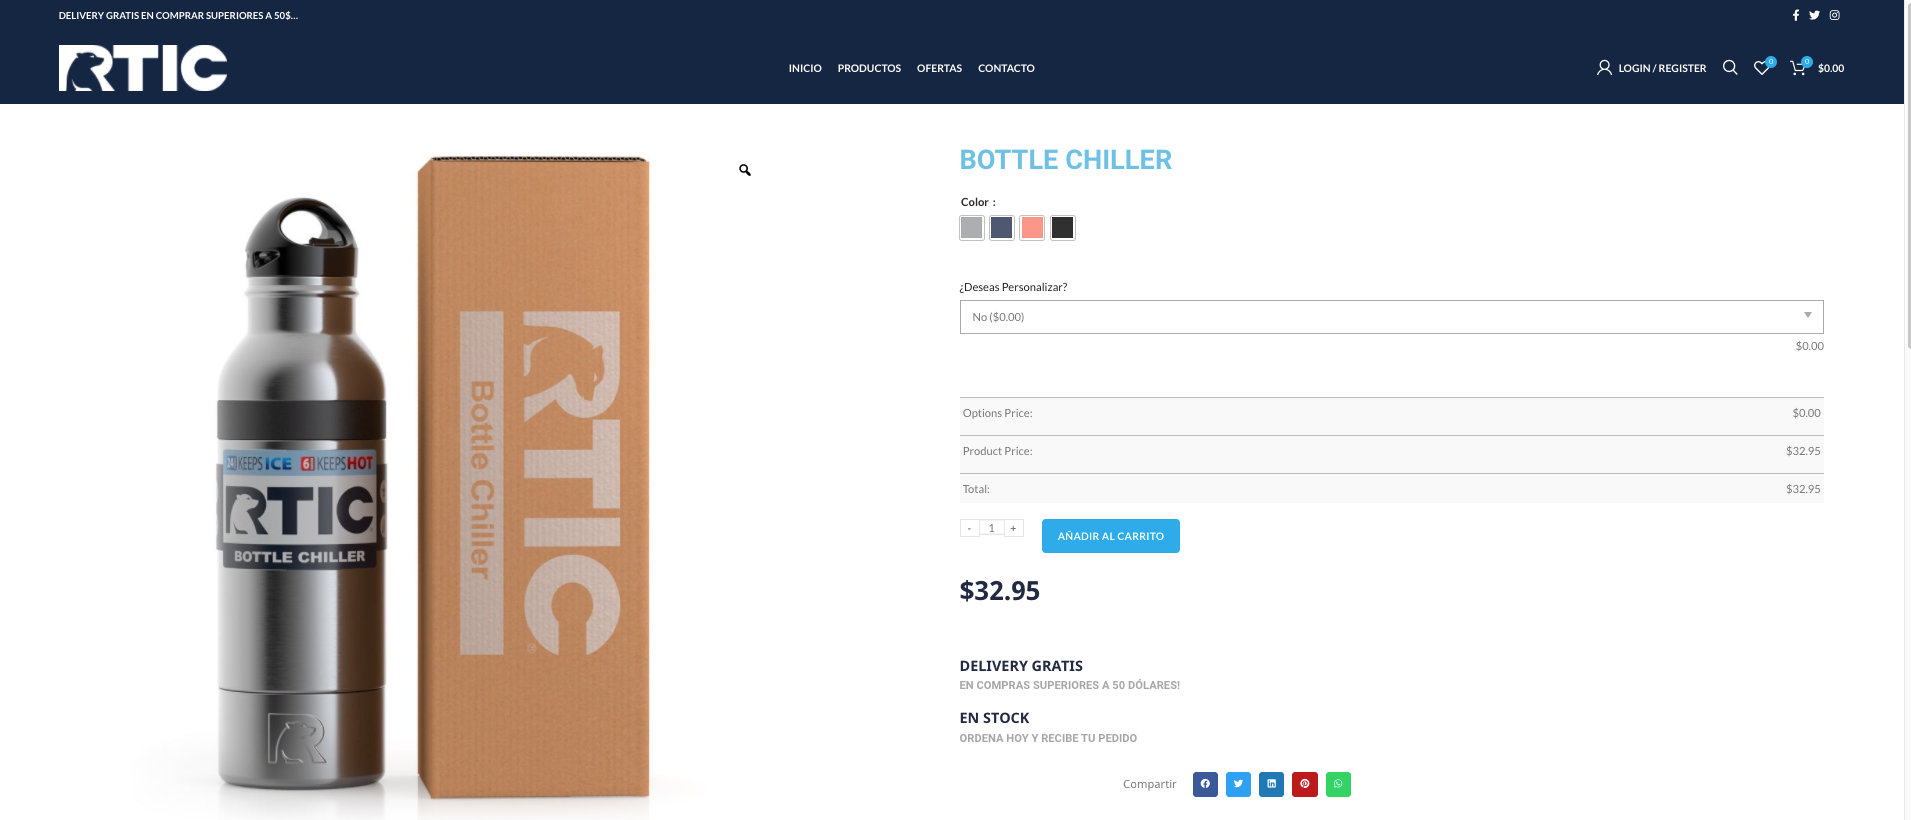 DELIVERY GRATIS EN COMPRAR SUPERIORES A 50$...
RTIC
INICIO PRODUCTOS OFERTAS CONTACTO
LOGIN / REGISTER 0 0 $0.00
KEEPS ICE 6 KEEPS HOT
RTIC
BOTTLE CHILLER
RTIC
Bottle Chiller
BOTTLE CHILLER
Color :
¿Deseas Personalizar?
No ($0.00)
$0.00
Options Price: $0.00
Product Price: $32.95
Total: $32.95
- 1 + AÑADIR AL CARRITO
$32.95
DELIVERY GRATIS
EN COMPRAS SUPERIORES A 50 DÓLARES!
EN STOCK
ORDENA HOY Y RECIBE TU PEDIDO
Compartir